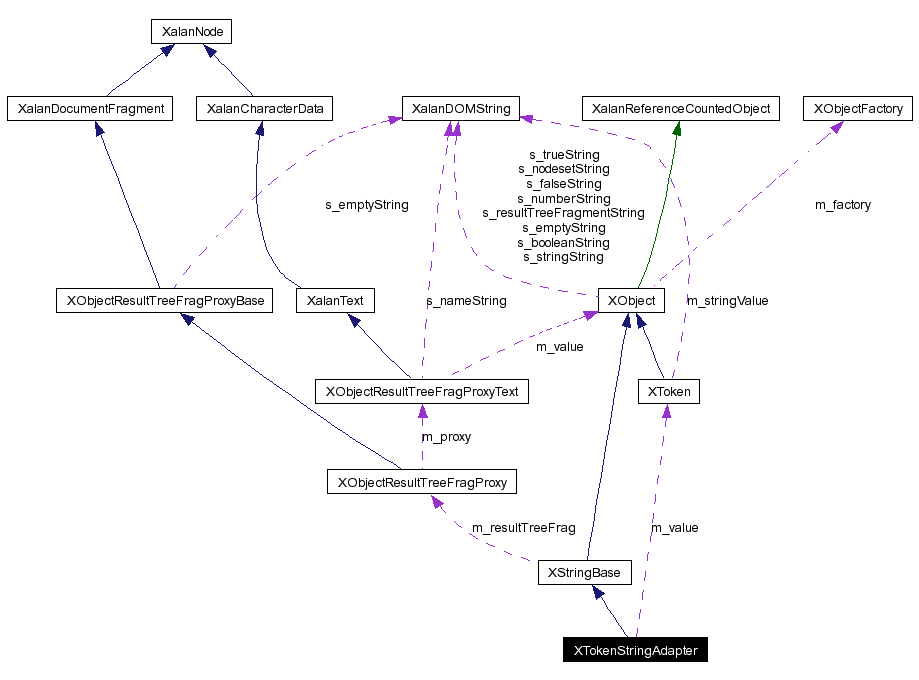 XalanNode
XalanDocumentFragment
XalanCharacterData
XalanDOMString
XalanReferenceCountedObject
XObjectFactory
s_trueString
s_nodesetString
s_falseString
s_numberString
s_resultTreeFragmentString
s_emptyString
s_booleanString
s_stringString
s_emptyString
m_factory
XObjectResultTreeFragProxyBase
XalanText
s_nameString
XObject
m_stringValue
m_value
XObjectResultTreeFragProxyText
XToken
m_proxy
XObjectResultTreeFragProxy
m_resultTreeFrag
m_value
XStringBase
XTokenStringAdapter